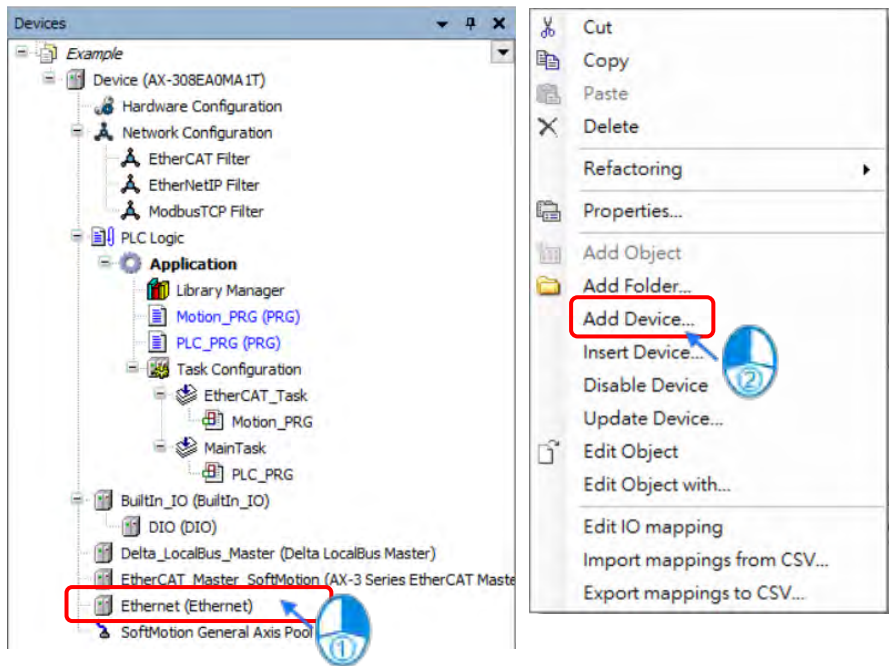 Devices
Example
Device (AX-308EA0MA1T)
Hardware Configuration
Network Configuration
EtherCAT Filter
EtherNetIP Filter
ModbusTCP Filter
PLC Logic
Application
Library Manager
Motion_PRG (PRG)
PLC_PRG (PRG)
Task Configuration
EtherCAT_Task
Motion_PRG
MainTask
PLC_PRG
BuiltIn_IO (BuiltIn_IO)
DIO (DIO)
Delta_LocalBus_Master (Delta LocalBus Master)
EtherCAT_Master_SoftMotion (AX-3 Series EtherCAT Maste
Ethernet (Ethernet)
SoftMotion General Axis Pool
①
Cut
Copy
Paste
Delete
Refactoring
Properties...
Add Object
Add Folder...
Add Device...
Insert Device...
②
Disable Device
Update Device...
Edit Object
Edit Object with...
Edit IO mapping
Import mappings from CSV...
Export mappings to CSV...